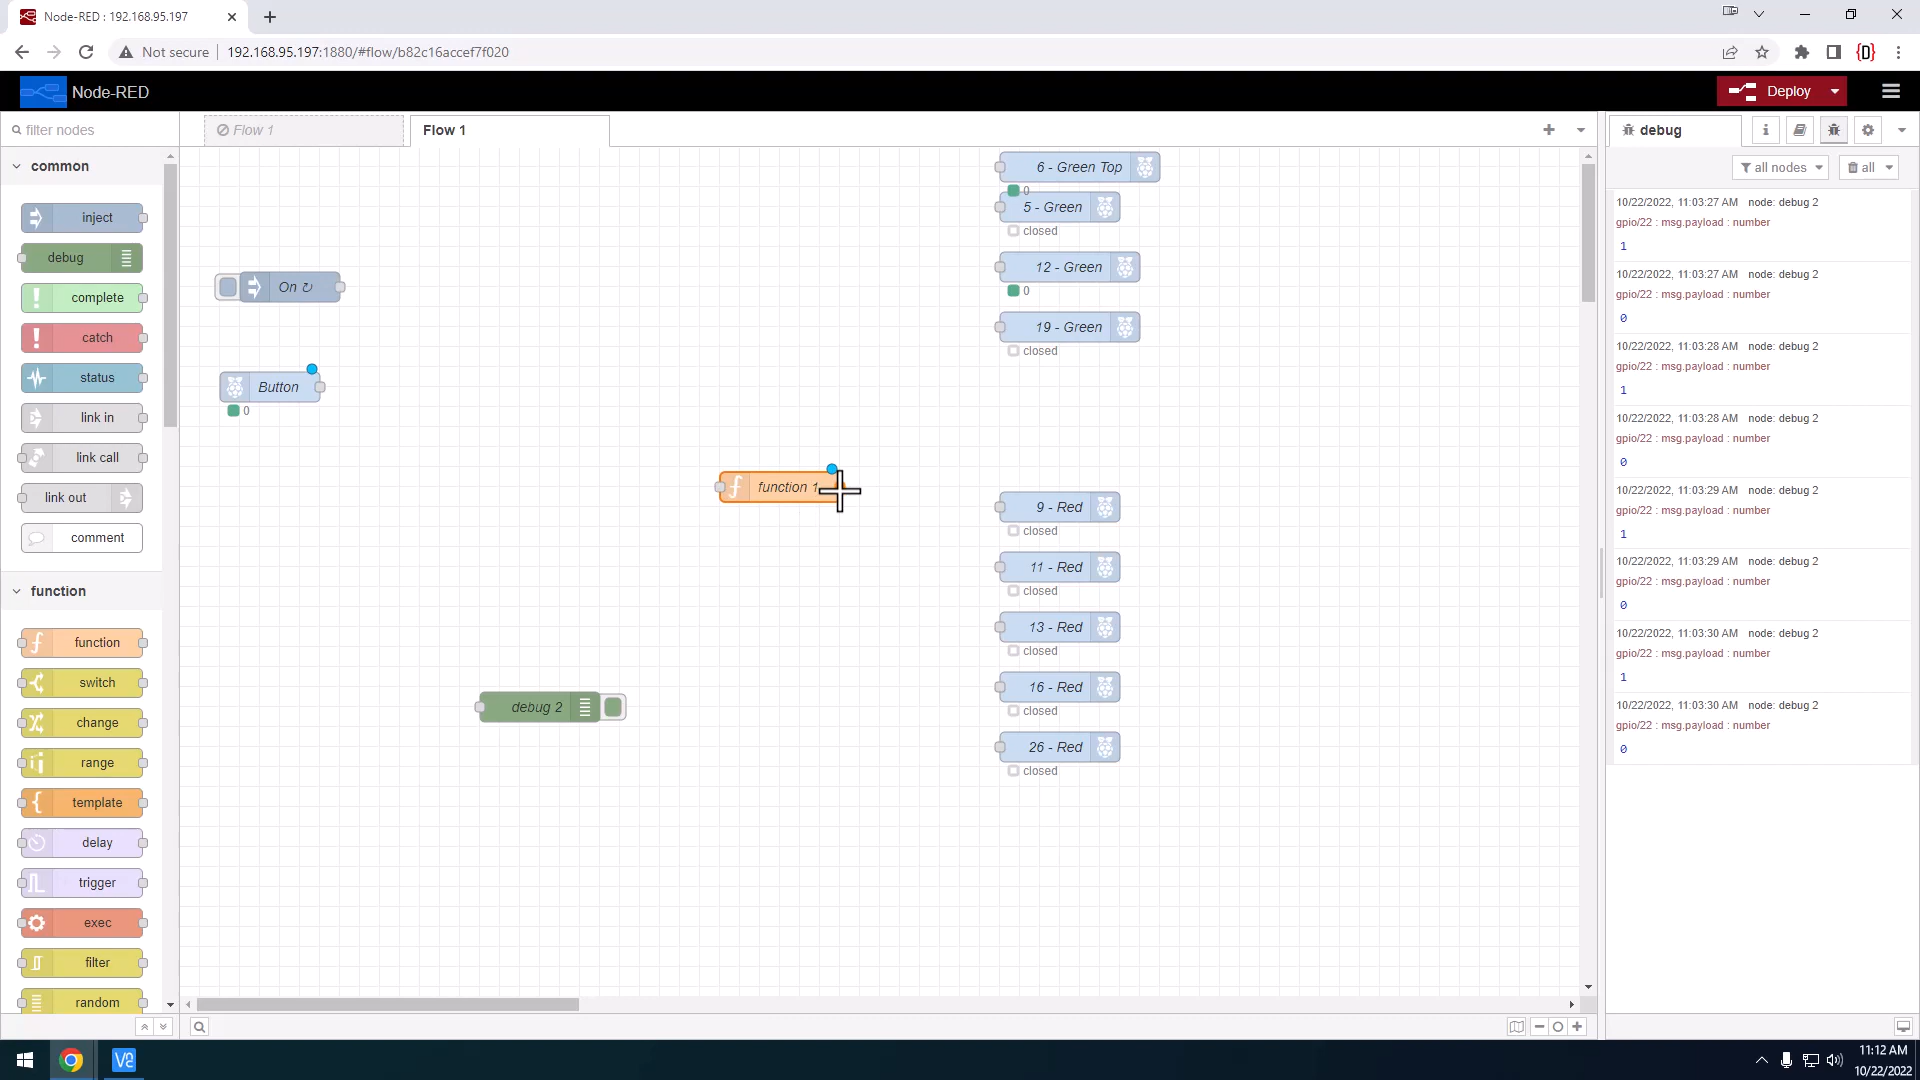 Node-RED : 192.168.95.197
Not secure
192.168.95.197:1880/#flow/b82c16accef7f020
Node-RED
Deploy
filter nodes
common
inject
debug
complete
catch
status
link in
link call
link out
comment
function
function
switch
change
range
template
delay
trigger
exec
filter
random
Flow 1
Flow 1
On ↻
Button
0
function 1
debug 2
6 - Green Top
0
5 - Green
closed
12 - Green
0
19 - Green
closed
9 - Red
closed
11 - Red
closed
13 - Red
closed
16 - Red
closed
26 - Red
closed
debug
all nodes
all
10/22/2022, 11:03:27 AM node: debug 2
gpio/22 : msg.payload : number
1
10/22/2022, 11:03:27 AM node: debug 2
gpio/22 : msg.payload : number
0
10/22/2022, 11:03:28 AM node: debug 2
gpio/22 : msg.payload : number
1
10/22/2022, 11:03:28 AM node: debug 2
gpio/22 : msg.payload : number
0
10/22/2022, 11:03:29 AM node: debug 2
gpio/22 : msg.payload : number
1
10/22/2022, 11:03:29 AM node: debug 2
gpio/22 : msg.payload : number
0
10/22/2022, 11:03:30 AM node: debug 2
gpio/22 : msg.payload : number
1
10/22/2022, 11:03:30 AM node: debug 2
gpio/22 : msg.payload : number
0
11:12 AM
10/22/2022